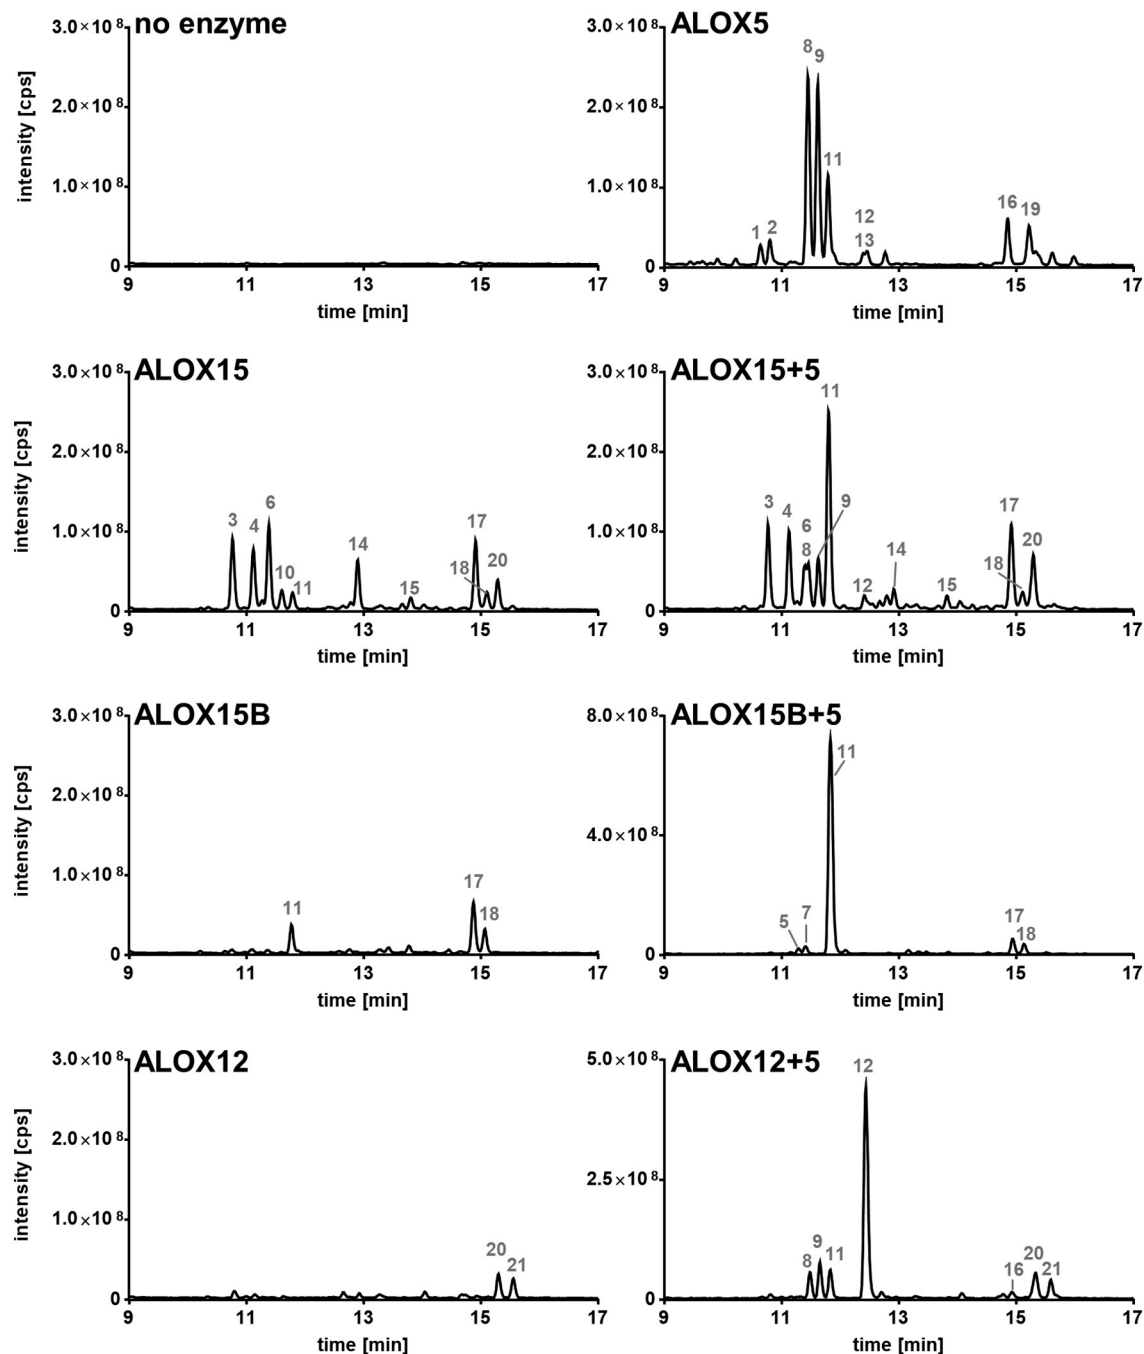 no enzyme
3.0×10⁸
2.0×10⁸
1.0×10⁸
0
intensity [cps]
9 11 13 15 17
time [min]
ALOX5
3.0×10⁸
2.0×10⁸
1.0×10⁸
0
8
9
11
12
13
1 2
16 19
9 11 13 15 17
time [min]
ALOX15
3.0×10⁸
2.0×10⁸
1.0×10⁸
0
intensity [cps]
3 4 6
10 11
14
15
17
18 20
9 11 13 15 17
time [min]
ALOX15+5
3.0×10⁸
2.0×10⁸
1.0×10⁸
0
11
3 4 6 9
8
12 14
15
17
18 20
9 11 13 15 17
time [min]
ALOX15B
3.0×10⁸
2.0×10⁸
1.0×10⁸
0
intensity [cps]
11
17
18
9 11 13 15 17
time [min]
ALOX15B+5
8.0×10⁸
4.0×10⁸
0
11
5 7
17
18
9 11 13 15 17
time [min]
ALOX12
3.0×10⁸
2.0×10⁸
1.0×10⁸
0
intensity [cps]
20
21
9 11 13 15 17
time [min]
ALOX12+5
5.0×10⁸
2.5×10⁸
0
12
8 9 11
16 20 21
9 11 13 15 17
time [min]